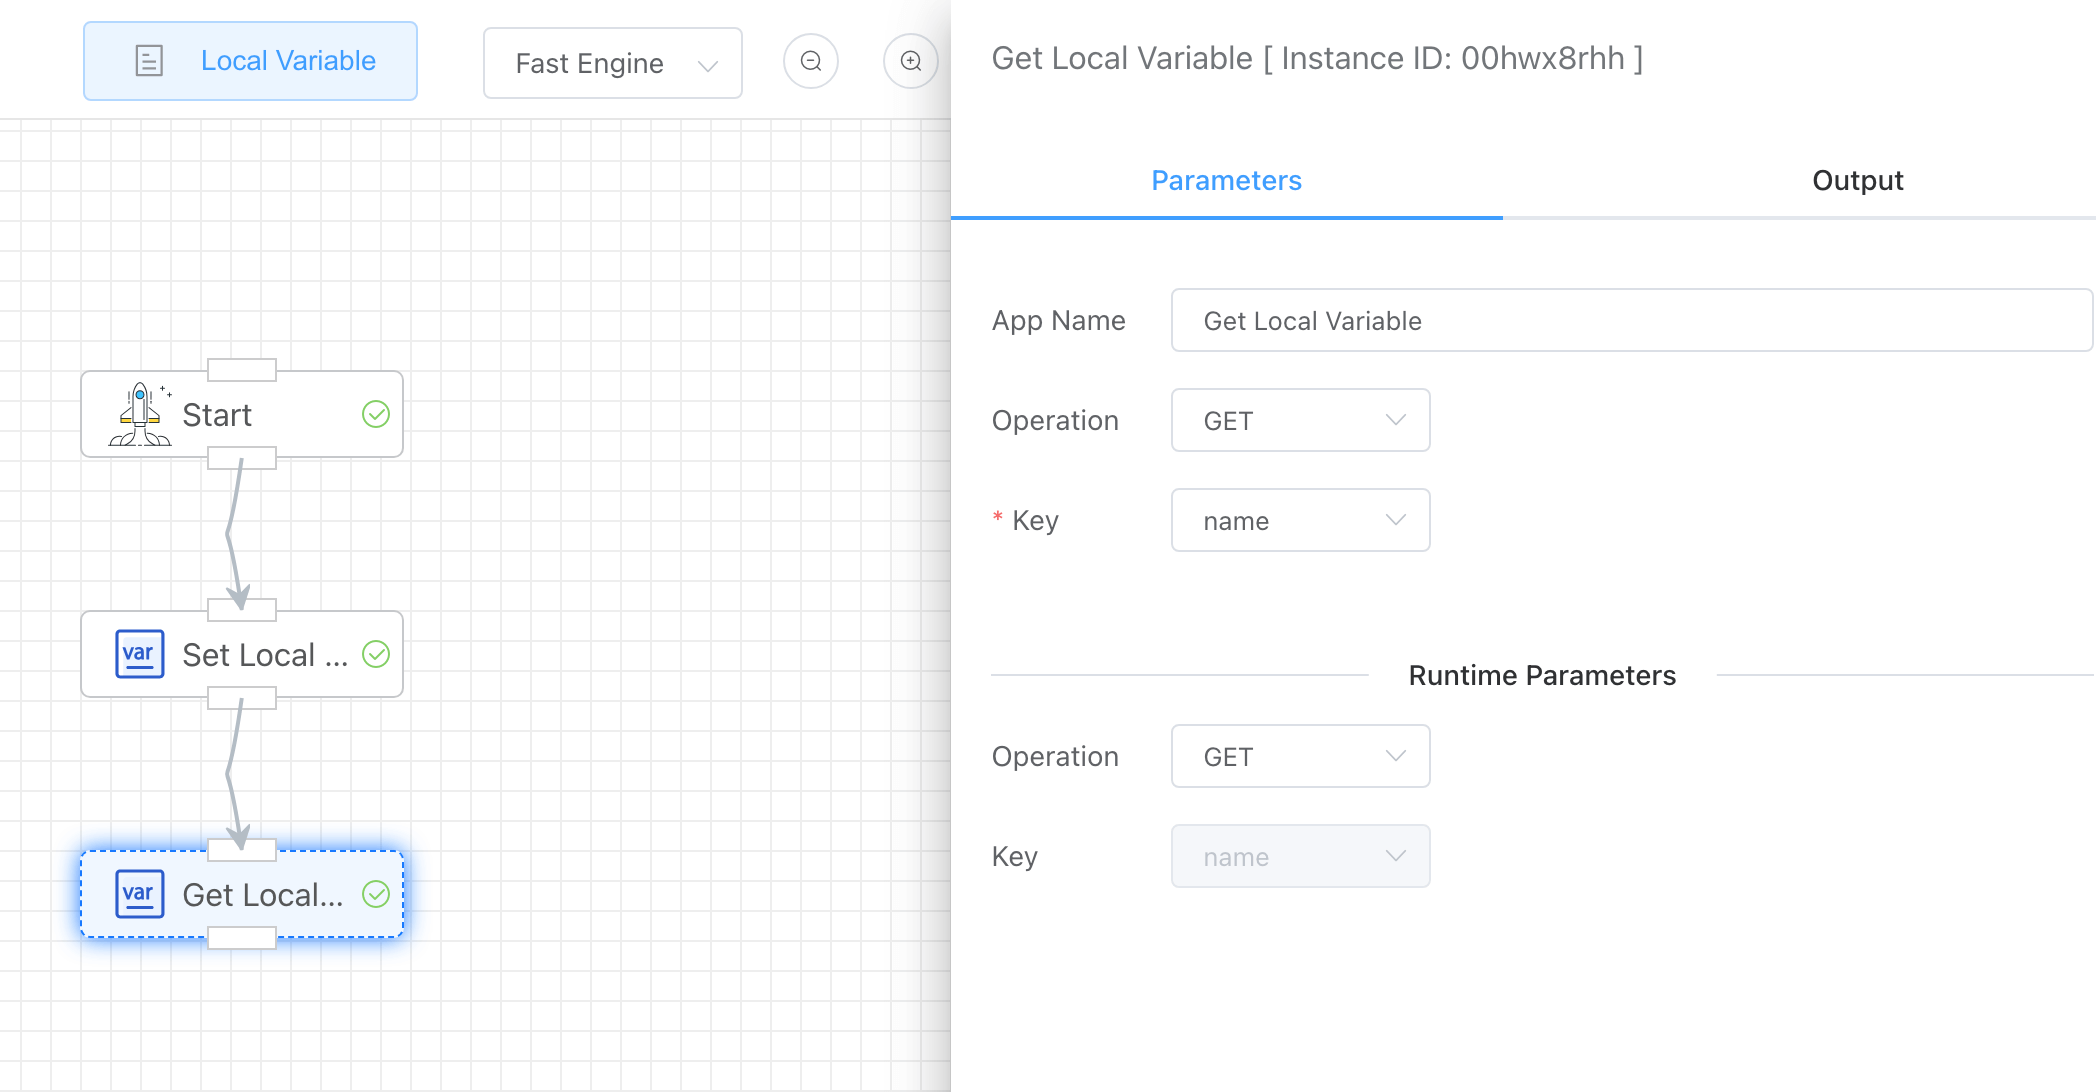 Local Variable
Fast Engine
Start
var
Set Local ...
var
Get Local...
Get Local Variable [ Instance ID: 00hwx8rhh ]
Parameters
Output
App Name
Get Local Variable
Operation
GET
* Key
name
Runtime Parameters
Operation
GET
Key
name